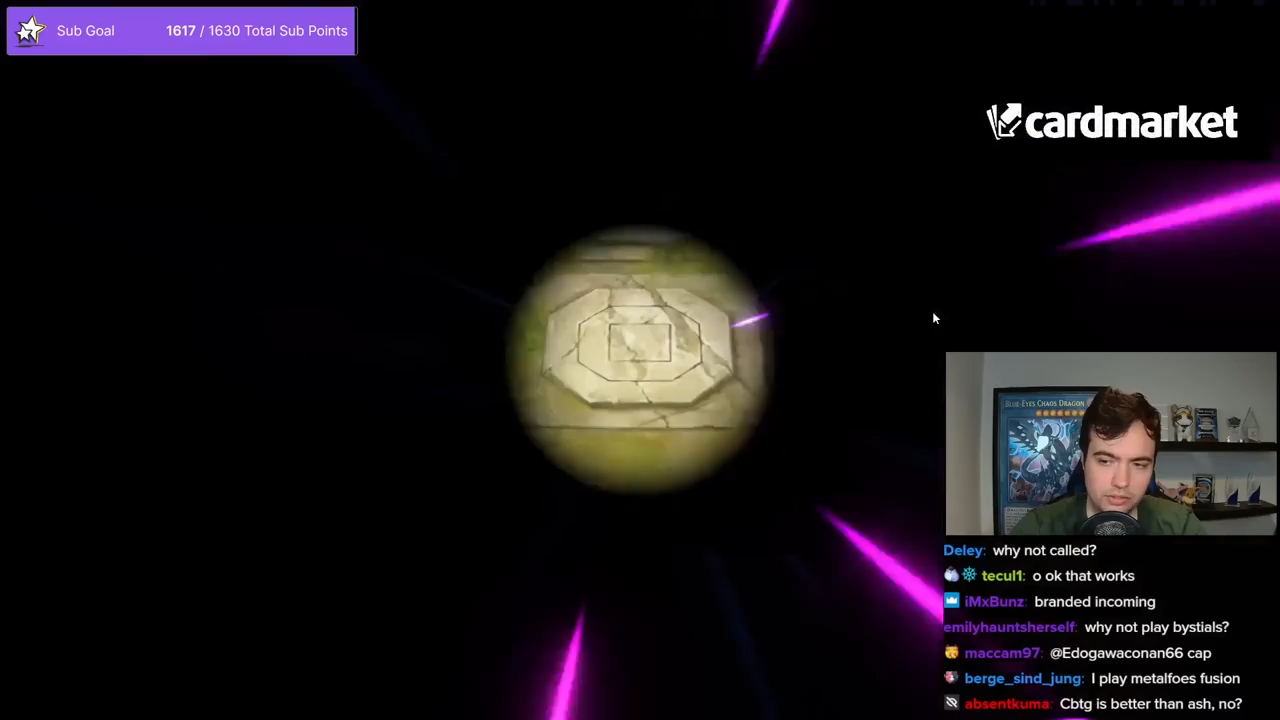 Sub Goal 1617 / 1630 Total Sub Points
cardmarket
BLUE-EYES CHAOS DRAGON
Deley: why not called?
tecul1: o ok that works
iMxBunz: branded incoming
emilyhauntsherself: why not play bystials?
maccam97: @Edogawaconan66 cap
berge_sind_jung: I play metalfoes fusion
absentkuma: Cbtg is better than ash, no?